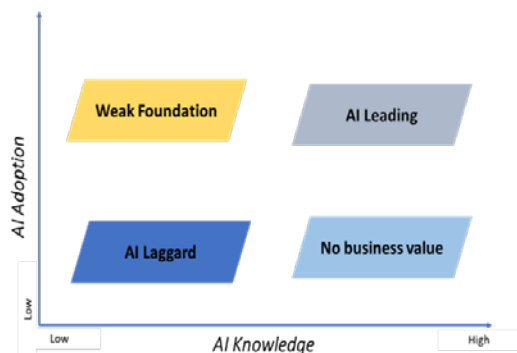 Weak Foundation
AI Leading
AI Adoption
AI Laggard
No business value
Low
Low
AI Knowledge
High